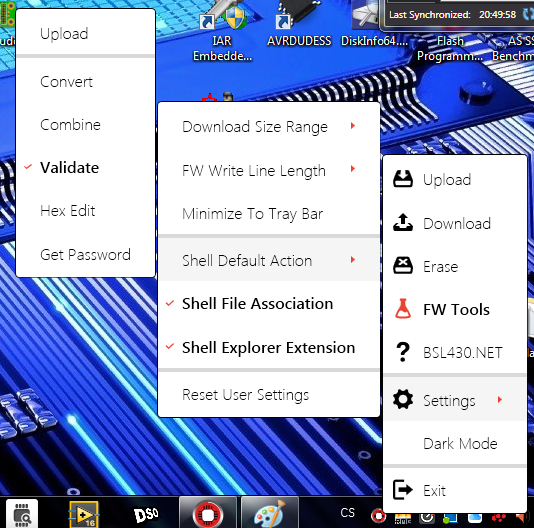 Upload
Convert
Combine
Validate
Hex Edit
Get Password
IAR
Embedde...
AVRDUDESS
DiskInfo64....
Flash
Programm...
AS SS
Benchm
Last Synchronized: 20:49:58
Download Size Range
FW Write Line Length
Minimize To Tray Bar
Shell Default Action
Shell File Association
Shell Explorer Extension
Reset User Settings
Upload
Download
Erase
FW Tools
BSL430.NET
Settings
Dark Mode
Exit
16
DSO
CS